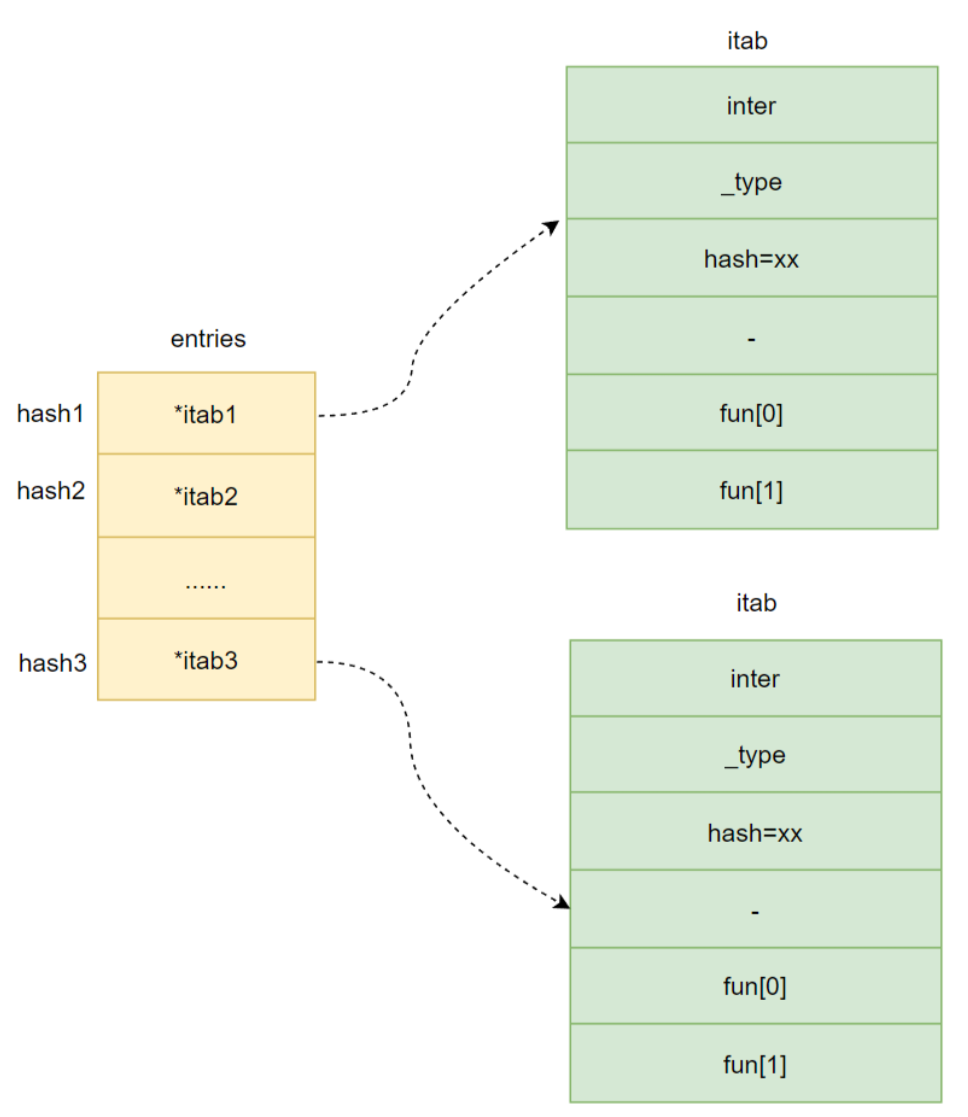 entries
hash1
*itab1
hash2
*itab2
......
hash3
*itab3
itab
inter
_type
hash=xx
-
fun[0]
fun[1]
itab
inter
_type
hash=xx
-
fun[0]
fun[1]